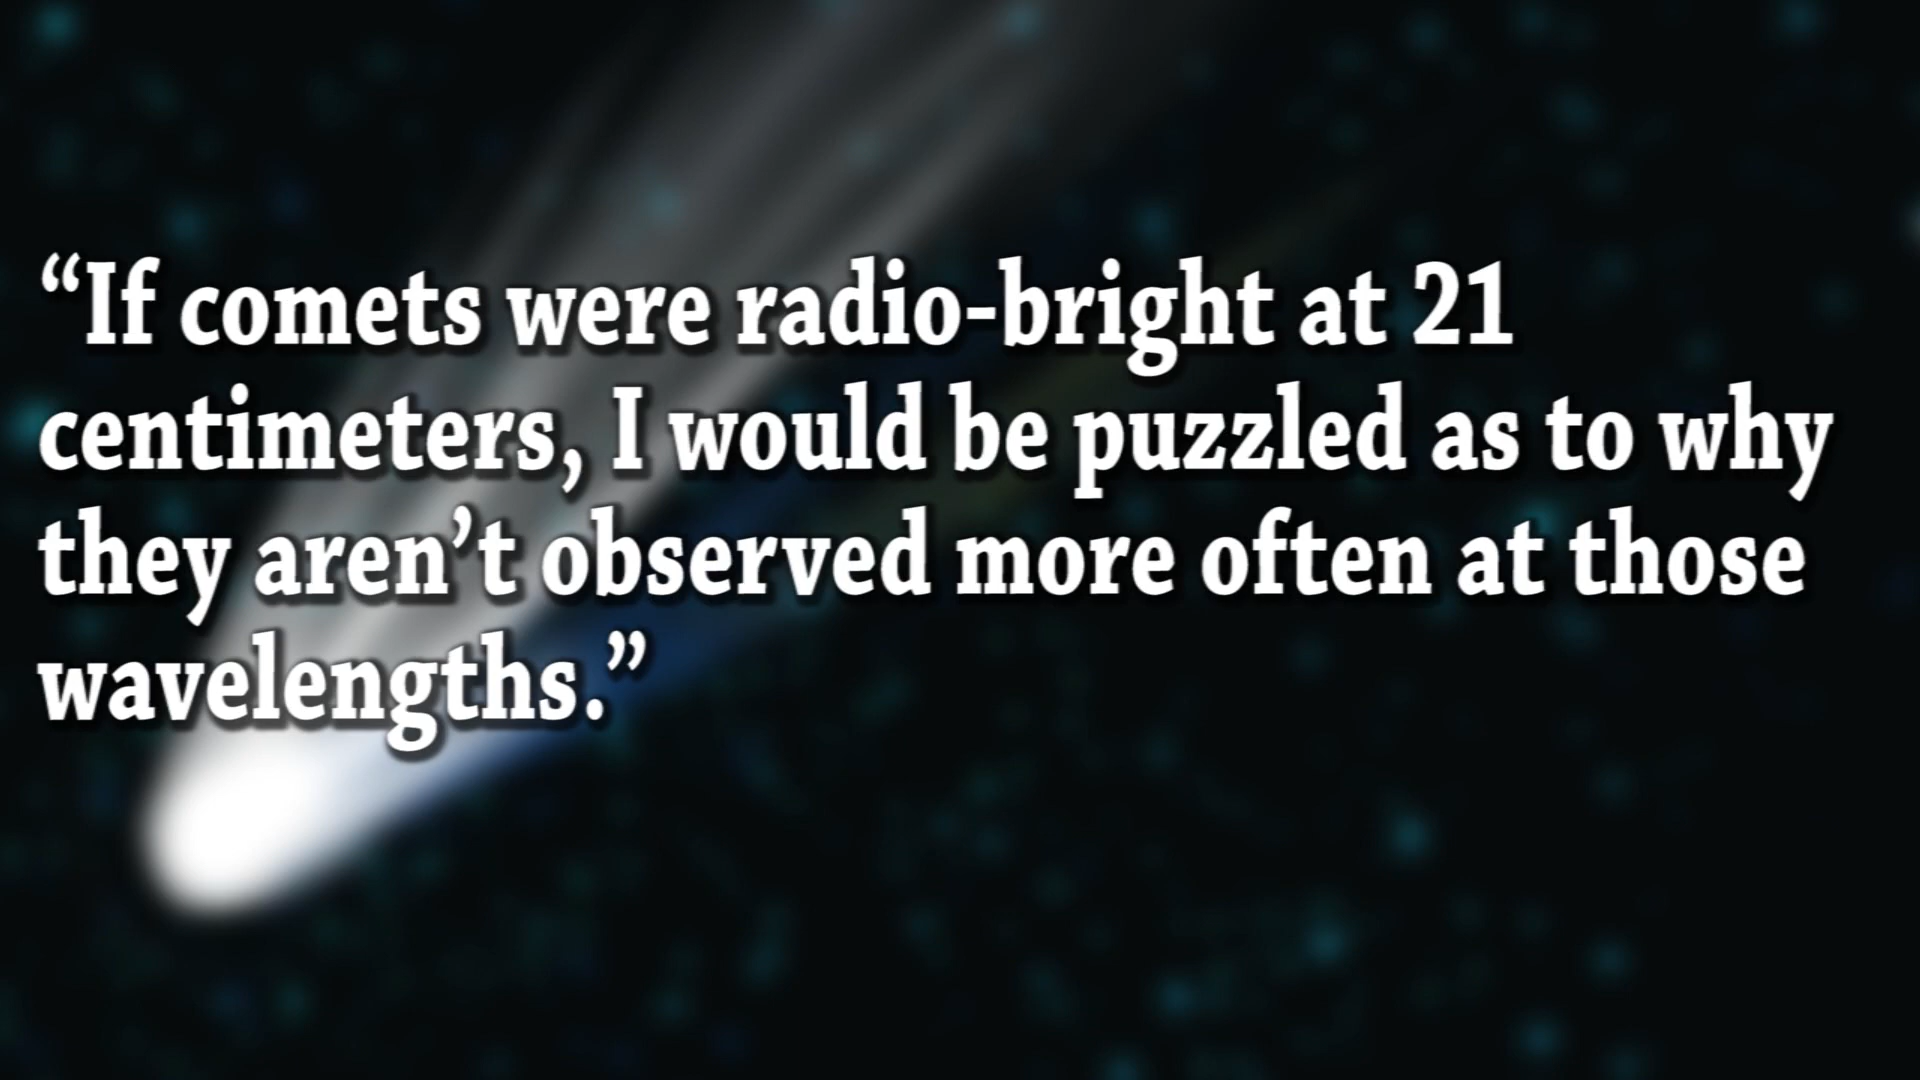 “If comets were radio-bright at 21
centimeters, I would be puzzled as to why
they aren’t observed more often at those
wavelengths.”